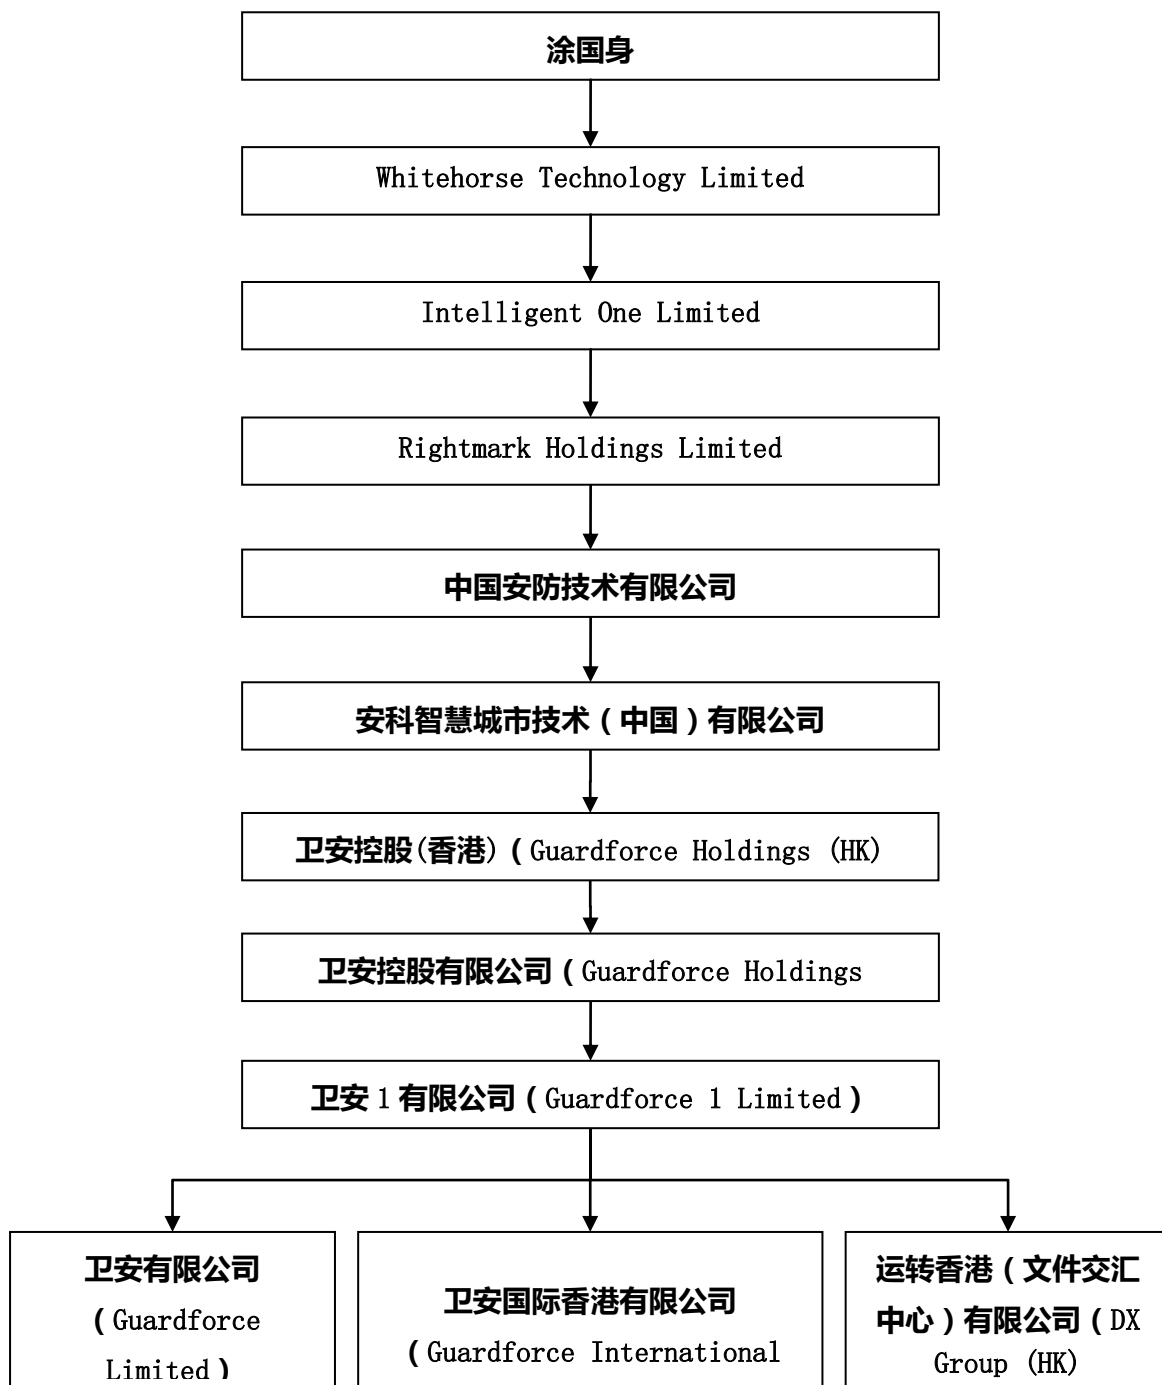 涂国身
Whitehorse Technology Limited
Intelligent One Limited
Rightmark Holdings Limited
中国安防技术有限公司
安科智慧城市技术（中国）有限公司
卫安控股(香港)（Guardforce Holdings (HK)
卫安控股有限公司（Guardforce Holdings
卫安 1 有限公司（Guardforce 1 Limited）
卫安有限公司
（Guardforce
Limited）
卫安国际香港有限公司
（Guardforce International
运转香港（文件交汇
中心）有限公司（DX
Group (HK)